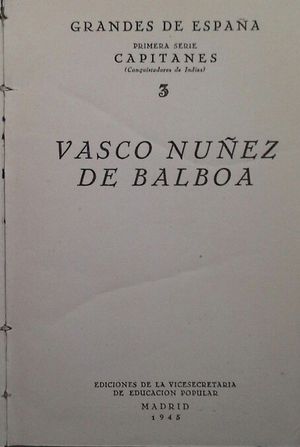 GRANDES DE ESPAÑA
PRIMERA SERIE
CAPITANES
(Conquistadores de Indias)
3
VASCO NUÑEZ
DE BALBOA
EDICIONES DE LA VICESECRETARIA
DE EDUCACION POPULAR
MADRID
1945